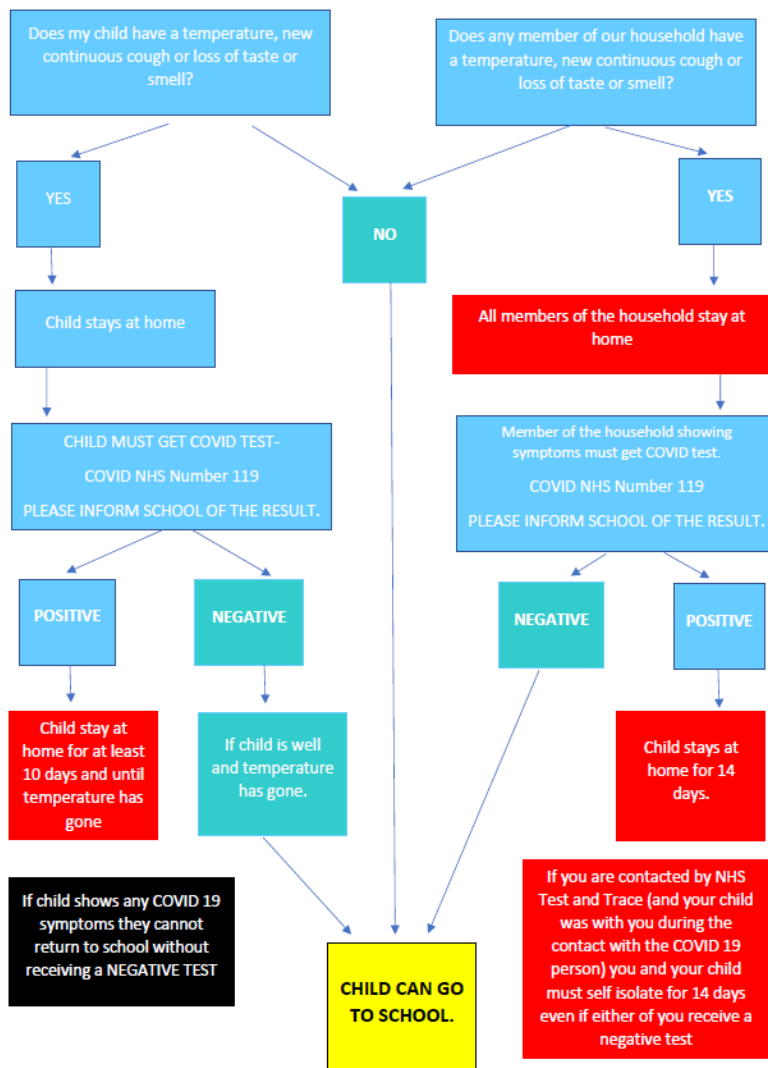 Does my child have a temperature, new
continuous cough or loss of taste or
smell?
Does any member of our household have
a temperature, new continuous cough or
loss of taste or smell?
YES
NO
YES
Child stays at home
All members of the household stay at
home
CHILD MUST GET COVID TEST-
COVID NHS Number 119
PLEASE INFORM SCHOOL OF THE RESULT.
Member of the household showing
symptoms must get COVID test.
COVID NHS Number 119
PLEASE INFORM SCHOOL OF THE RESULT.
POSITIVE
NEGATIVE
NEGATIVE
POSITIVE
Child stay at
home for at least
10 days and until
temperature has
gone
If child is well
and temperature
has gone.
Child stays at
home for 14
days.
If child shows any COVID 19
symptoms they cannot
return to school without
receiving a NEGATIVE TEST
CHILD CAN GO
TO SCHOOL.
If you are contacted by NHS
Test and Trace (and your child
was with you during the
contact with the COVID 19
person) you and your child
must self isolate for 14 days
even if either of you receive a
negative test